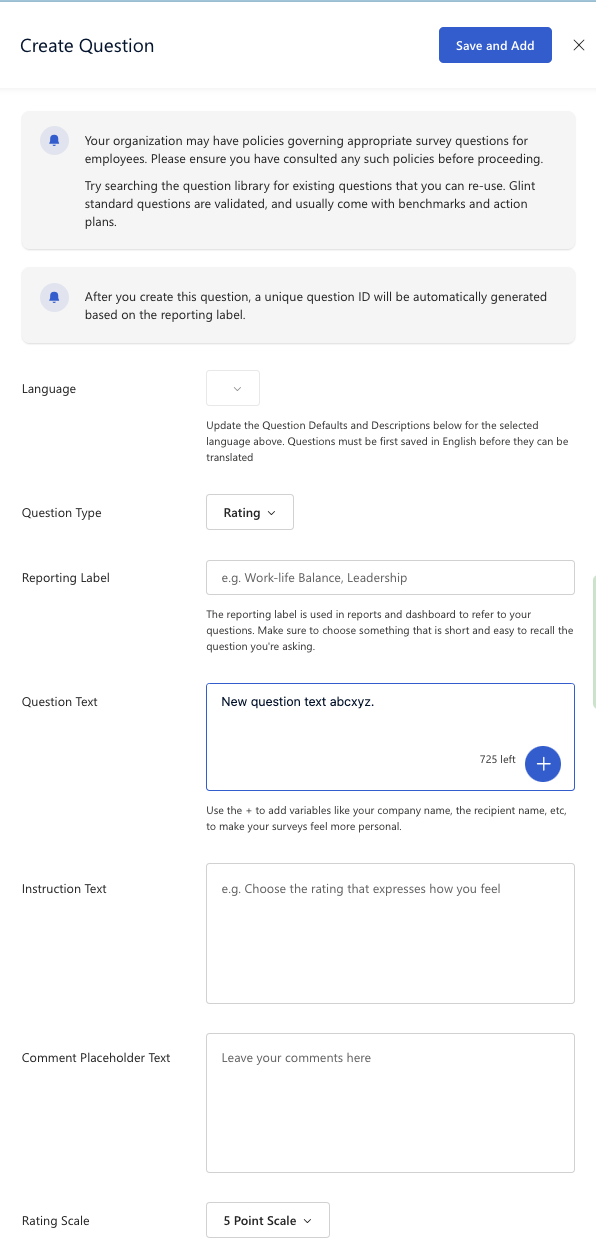 Create Question
Save and Add
Your organization may have policies governing appropriate survey questions for
employees. Please ensure you have consulted any such policies before proceeding.
Try searching the question library for existing questions that you can re-use. Glint
standard questions are validated, and usually come with benchmarks and action
plans.
After you create this question, a unique question ID will be automatically generated
based on the reporting label.
Language
Update the Question Defaults and Descriptions below for the selected
language above. Questions must be first saved in English before they can be
translated
Question Type
Rating
Reporting Label
e.g. Work-life Balance, Leadership
The reporting label is used in reports and dashboard to refer to your
questions. Make sure to choose something that is short and easy to recall the
question you're asking.
Question Text
New question text abcxyz.
725 left
Use the + to add variables like your company name, the recipient name, etc,
to make your surveys feel more personal.
Instruction Text
e.g. Choose the rating that expresses how you feel
Comment Placeholder Text
Leave your comments here
Rating Scale
5 Point Scale